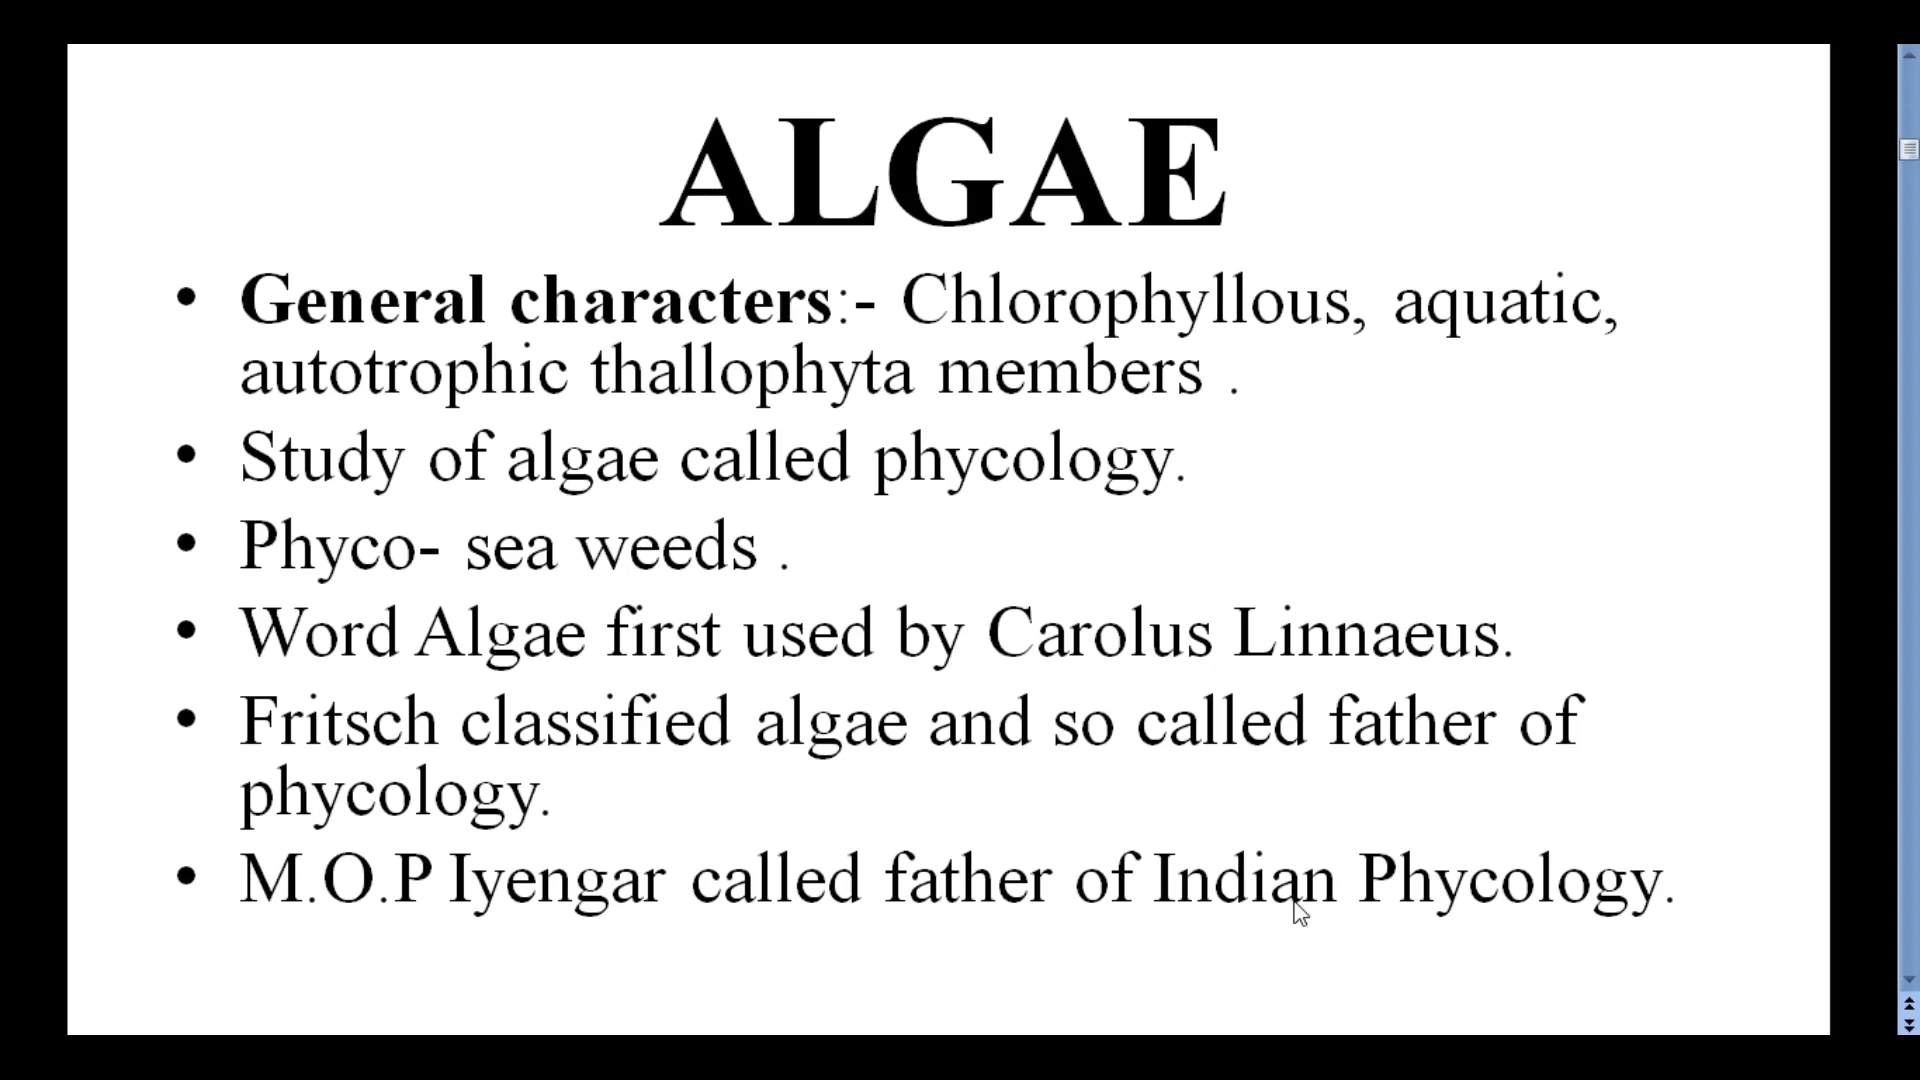 ALGAE
• General characters:- Chlorophyllous, aquatic,
autotrophic thallophyta members .
• Study of algae called phycology.
• Phyco- sea weeds .
• Word Algae first used by Carolus Linnaeus.
• Fritsch classified algae and so called father of
phycology.
• M.O.P Iyengar called father of Indian Phycology.